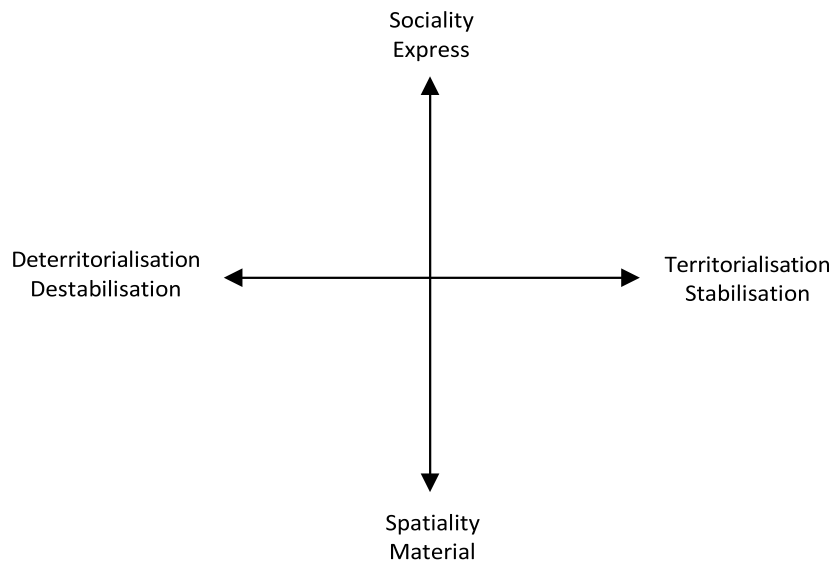 Sociality
Express
Deterritorialisation
Destabilisation
Territorialisation
Stabilisation
Spatiality
Material